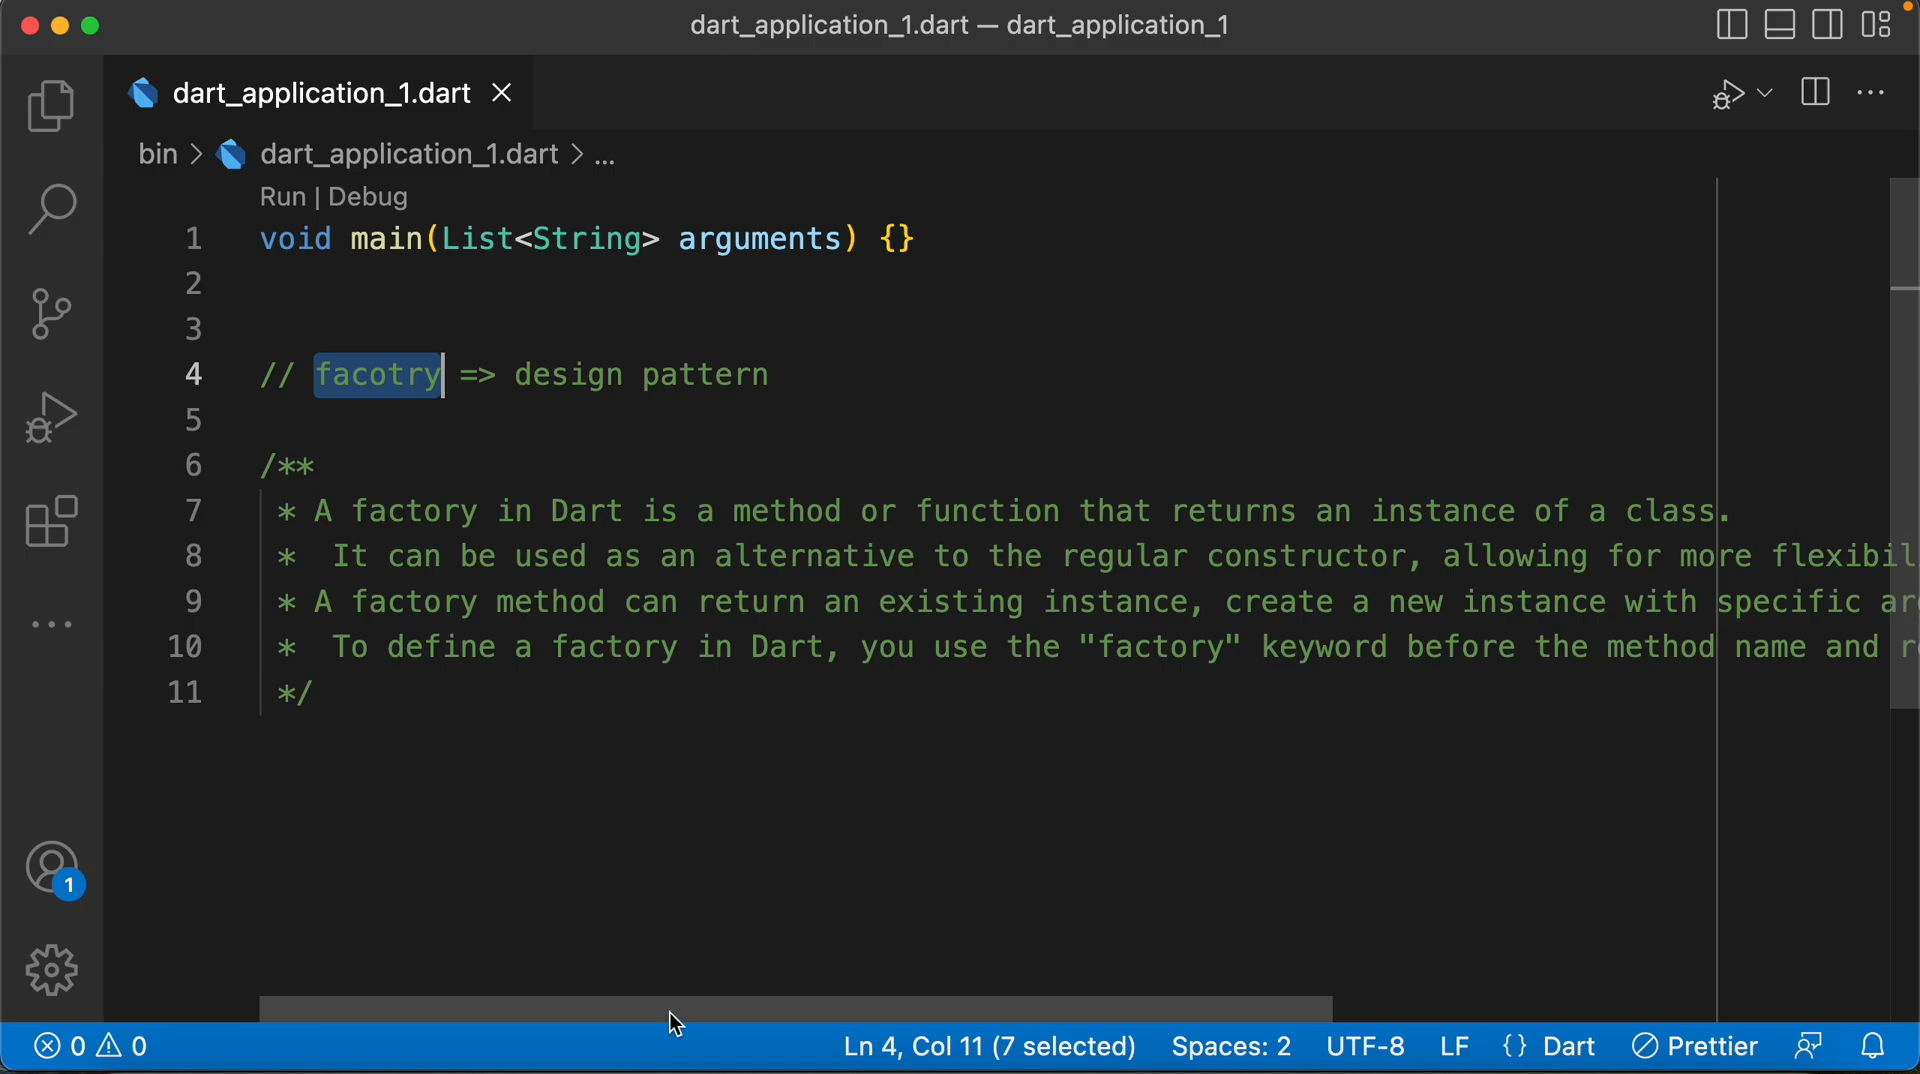 dart_application_1.dart — dart_application_1
dart_application_1.dart
bin > dart_application_1.dart > ...
Run | Debug
1 void main(List<String> arguments) {}
2
3
4 // facotry => design pattern
5
6 /**
7 * A factory in Dart is a method or function that returns an instance of a class.
8 * It can be used as an alternative to the regular constructor, allowing for more flexibil
9 * A factory method can return an existing instance, create a new instance with specific ar
10 * To define a factory in Dart, you use the "factory" keyword before the method name and r
11 */
1
0 0 Ln 4, Col 11 (7 selected) Spaces: 2 UTF-8 LF {} Dart Prettier